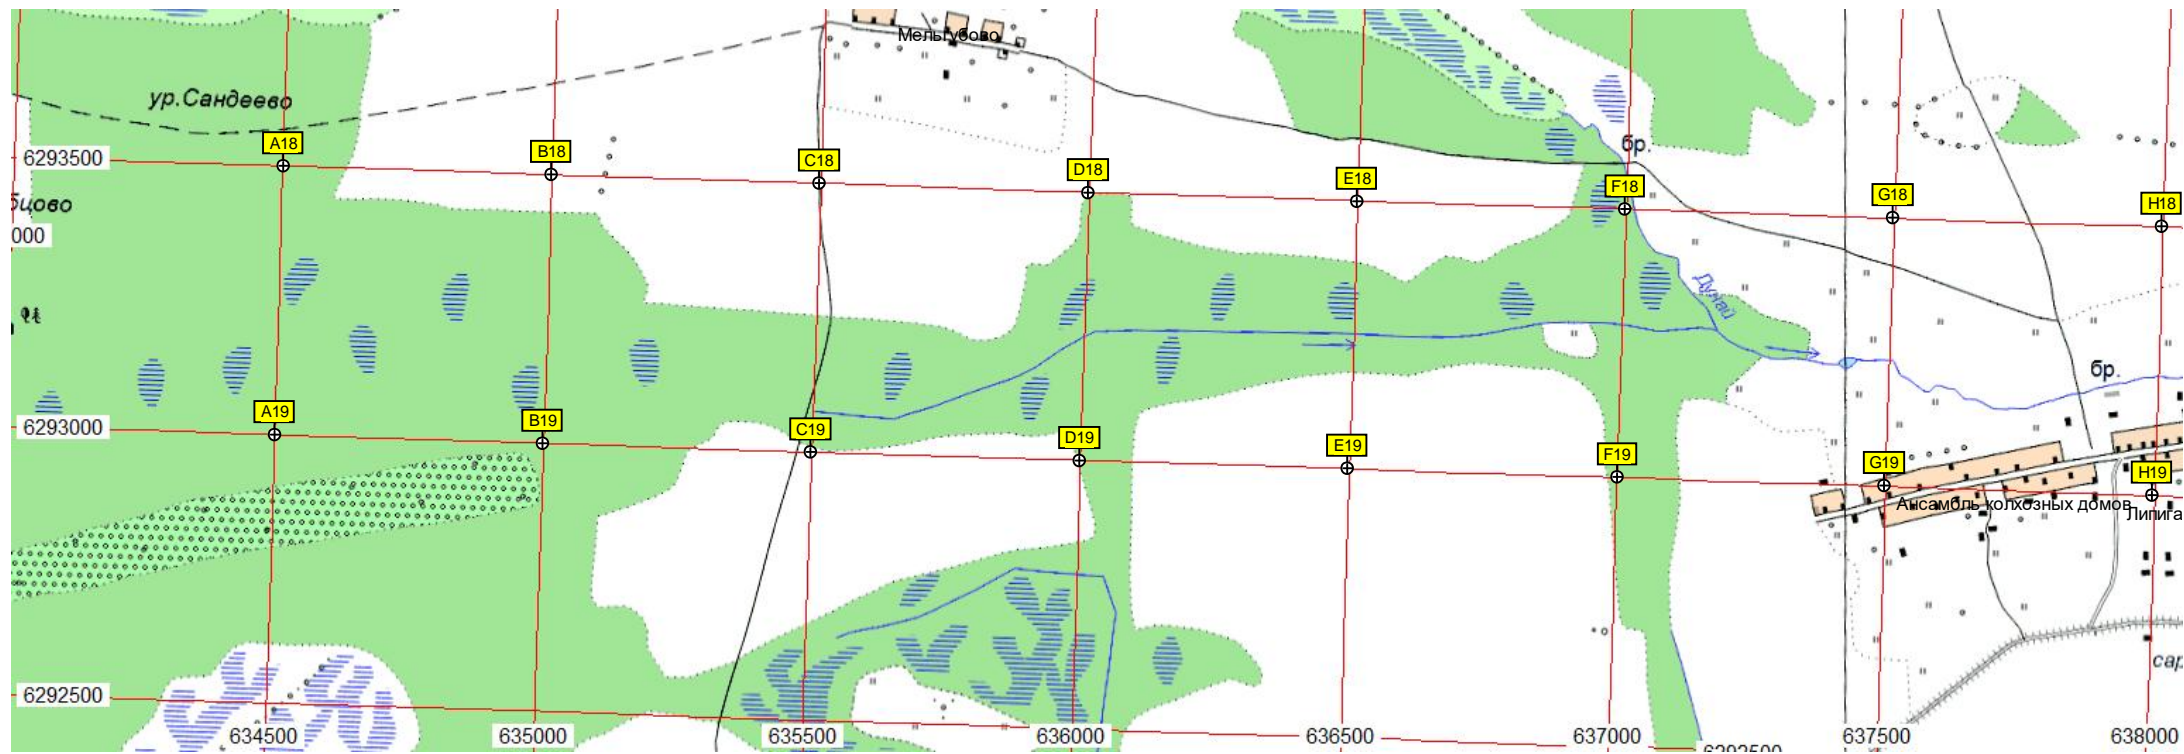 Мельгубово
ур.Сандеево
A18
B18
C18
D18
E18
F18
G18
H18
бр.
6293500
бцово
000
Дунай
бр.
A19
B19
C19
D19
E19
F19
G19
H19
6293000
Ансамбль колхозных домов
Липига
сар
6292500
634500
635000
635500
636000
636500
637000
6292500
637500
638000